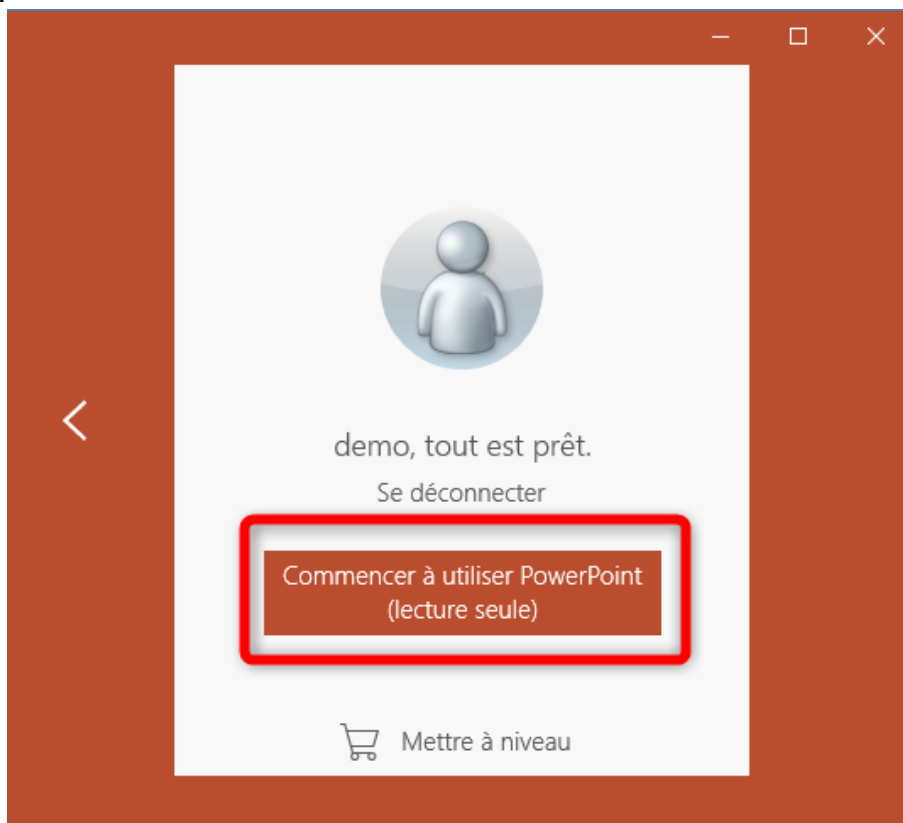 demo, tout est prêt.
Se déconnecter
Commencer à utiliser PowerPoint
(lecture seule)
Mettre à niveau